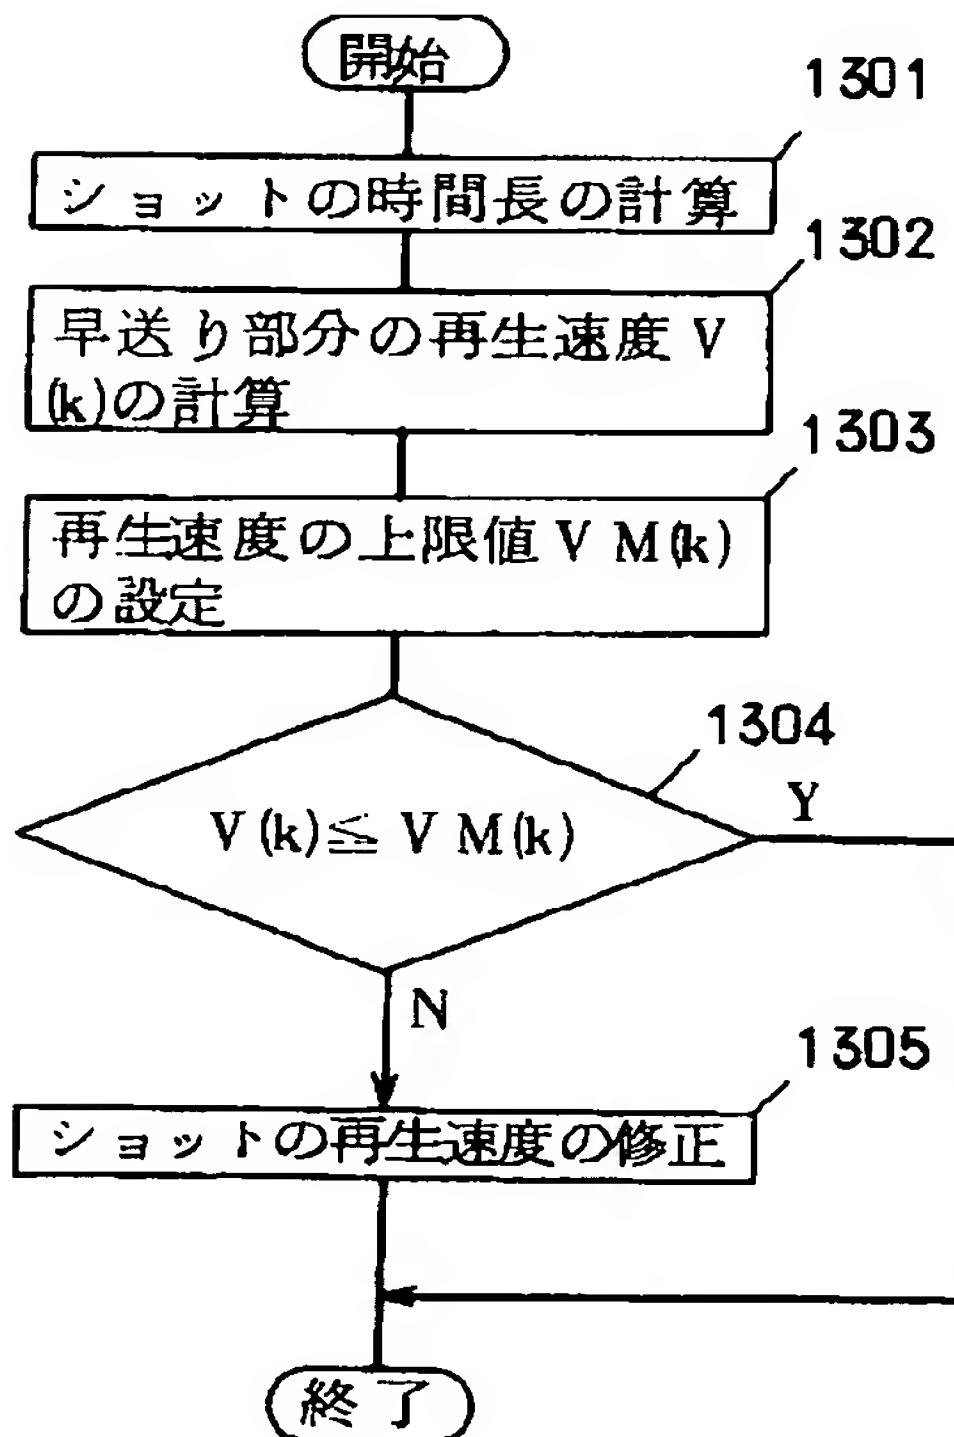 開始
1301
ショットの時間長の計算
1302
早送り部分の再生速度V
(k)の計算
1303
再生速度の上限値VM(k)
の設定
1304
V(k)≦VM(k)
Y
N
1305
ショットの再生速度の修正
終了